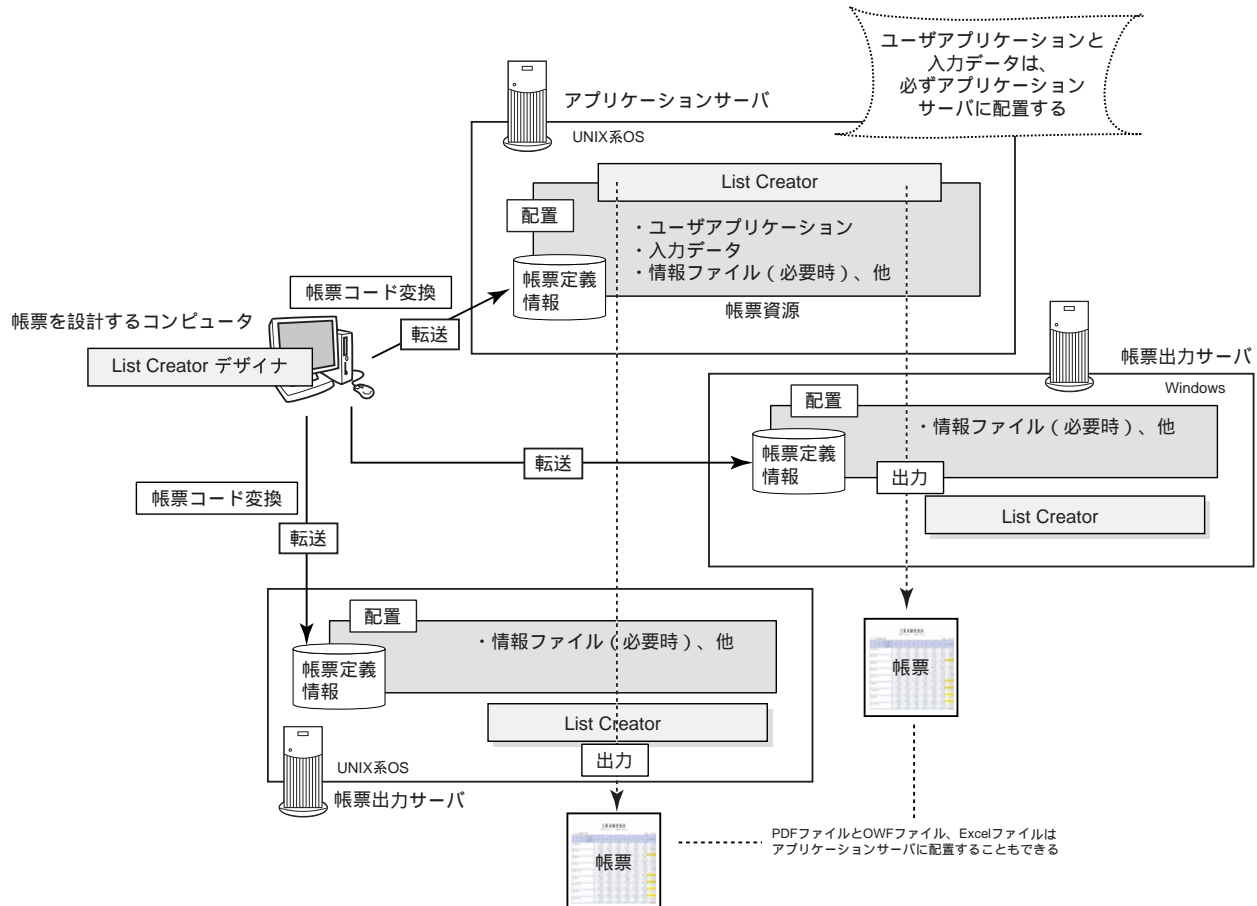 ユーザアプリケーションと
入力データは、
必ずアプリケーション
サーバに配置する
アプリケーションサーバ
UNIX系OS
List Creator
配置
・ユーザアプリケーション
・入力データ
・情報ファイル（必要時）、他
帳票定義
情報
帳票資源
帳票コード変換
転送
帳票を設計するコンピュータ
List Creator デザイナ
帳票出力サーバ
Windows
配置
・情報ファイル（必要時）、他
帳票定義
情報
出力
List Creator
転送
帳票コード変換
転送
配置
・情報ファイル（必要時）、他
帳票定義
情報
List Creator
出力
UNIX系OS
帳票出力サーバ
帳票
帳票
PDFファイルとOWFファイル、Excelファイルは
アプリケーションサーバに配置することもできる